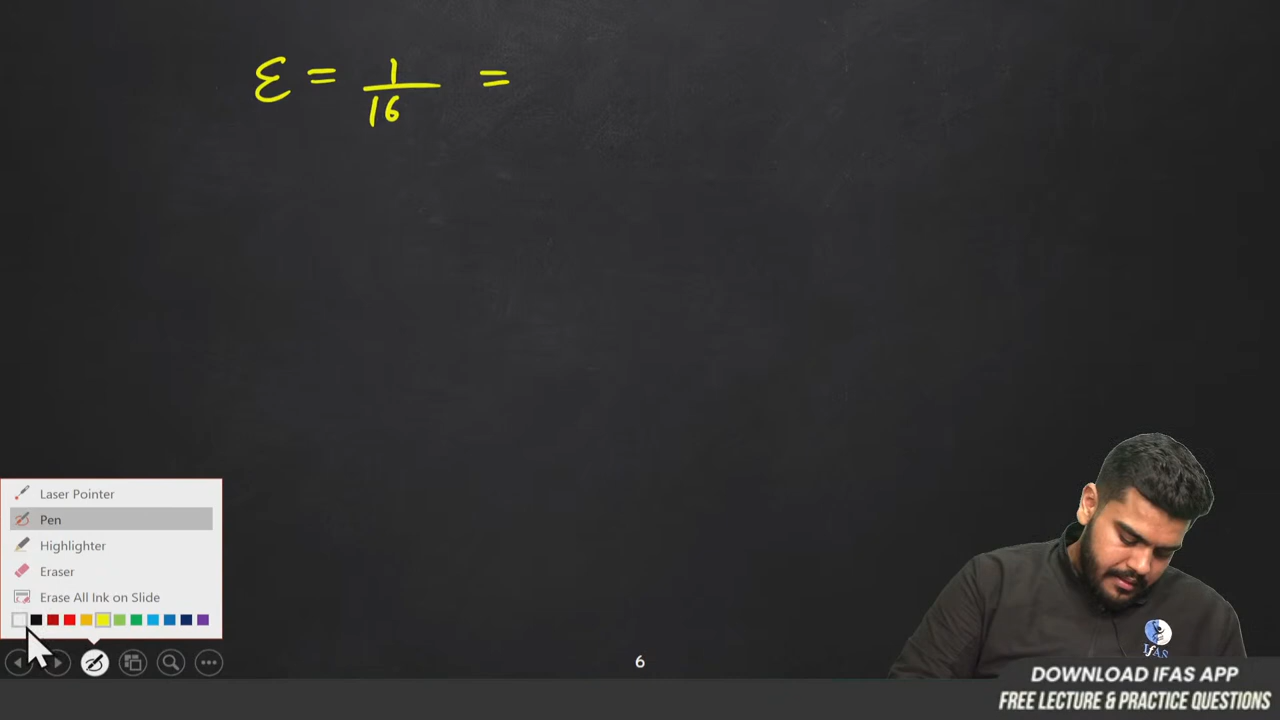 ε = 1/16 =
Laser Pointer
Pen
Highlighter
Eraser
Erase All Ink on Slide
6
IFAS
DOWNLOAD IFAS APP
FREE LECTURE & PRACTICE QUESTIONS